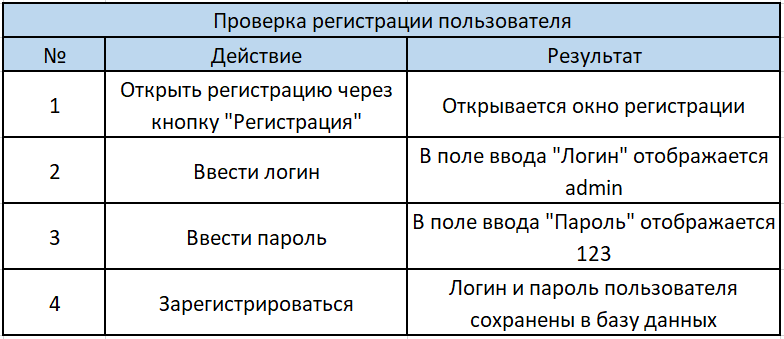 Проверка регистрации пользователя
№ Действие Результат
1 Открыть регистрацию через
кнопку "Регистрация" Открывается окно регистрации
2 Ввести логин В поле ввода "Логин" отображается
admin
3 Ввести пароль В поле ввода "Пароль" отображается
123
4 Зарегистрироваться Логин и пароль пользователя
сохранены в базу данных